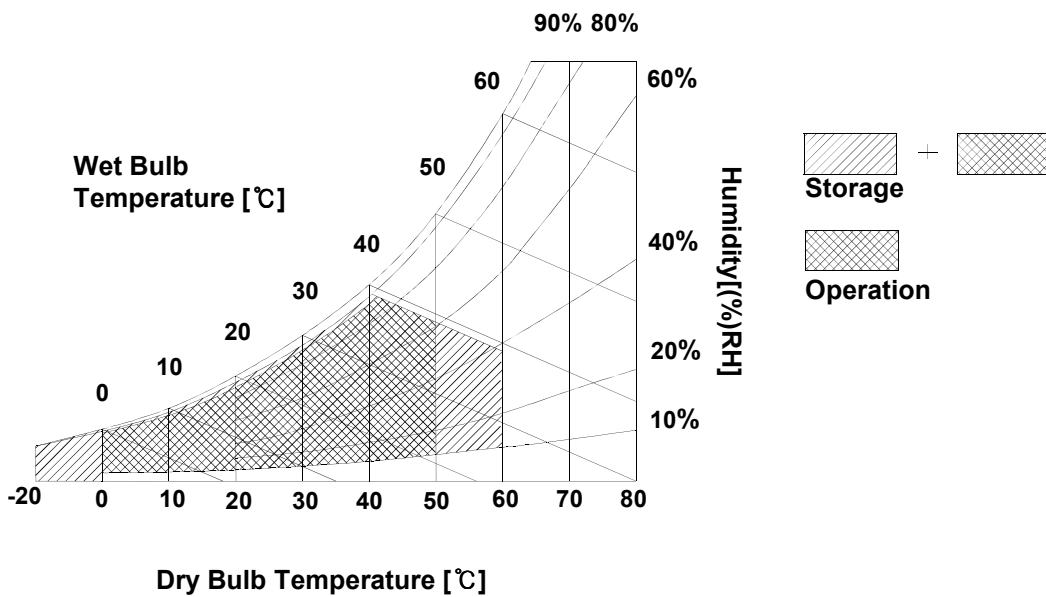 90% 80%
60
60%
Wet Bulb
Temperature [℃]
50
40
30
20
10
0
40%
20%
10%
Humidity[(%)RH]
-20 0 10 20 30 40 50 60 70 80
Dry Bulb Temperature [℃]
+
Storage
Operation